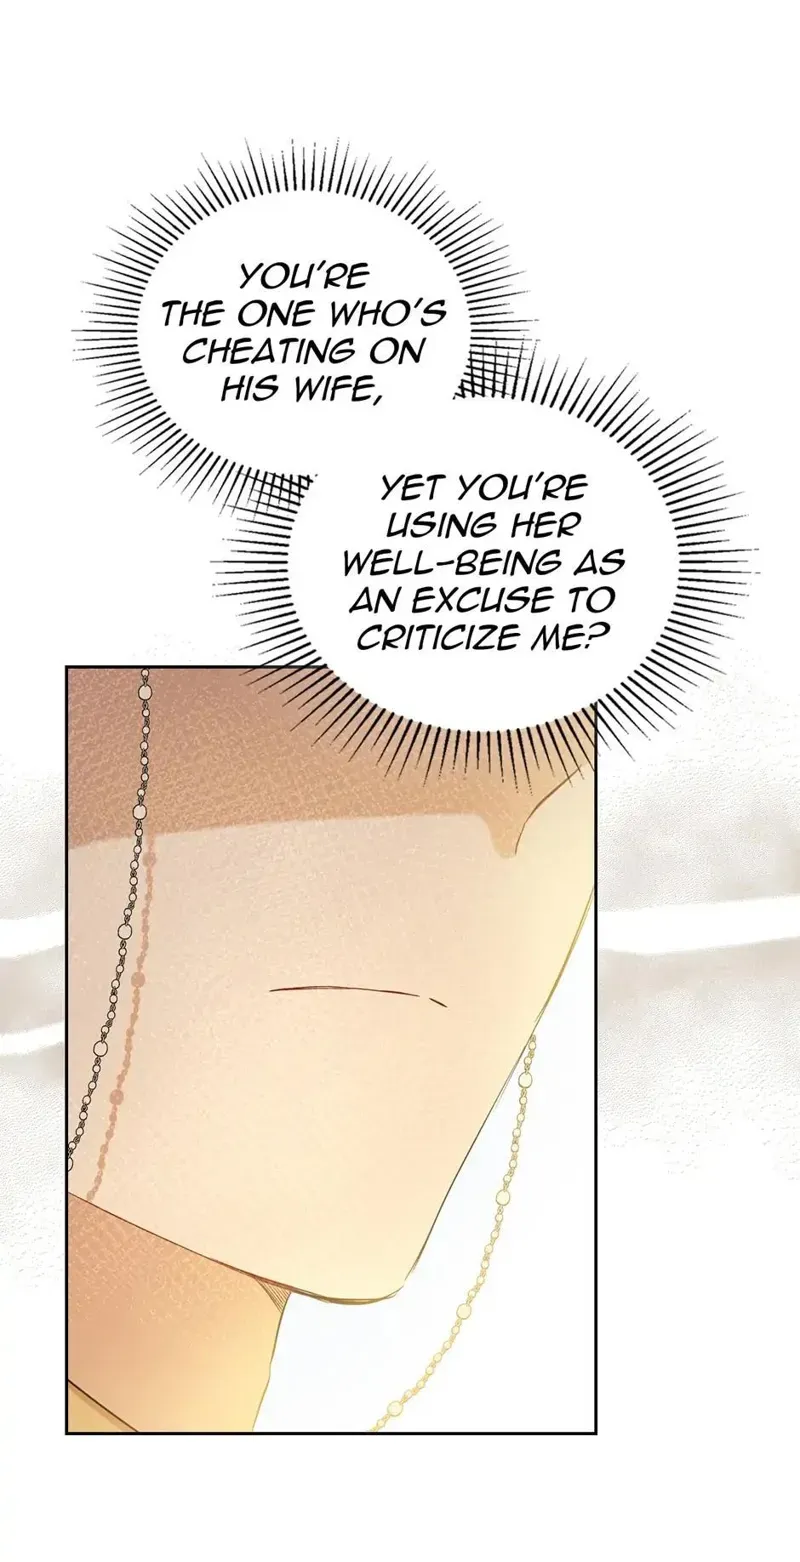 YOU'RE
THE ONE WHO'S
CHEATING ON
HIS WIFE,
YET YOU'RE
USING HER
WELL-BEING AS
AN EXCUSE TO
CRITICIZE ME?